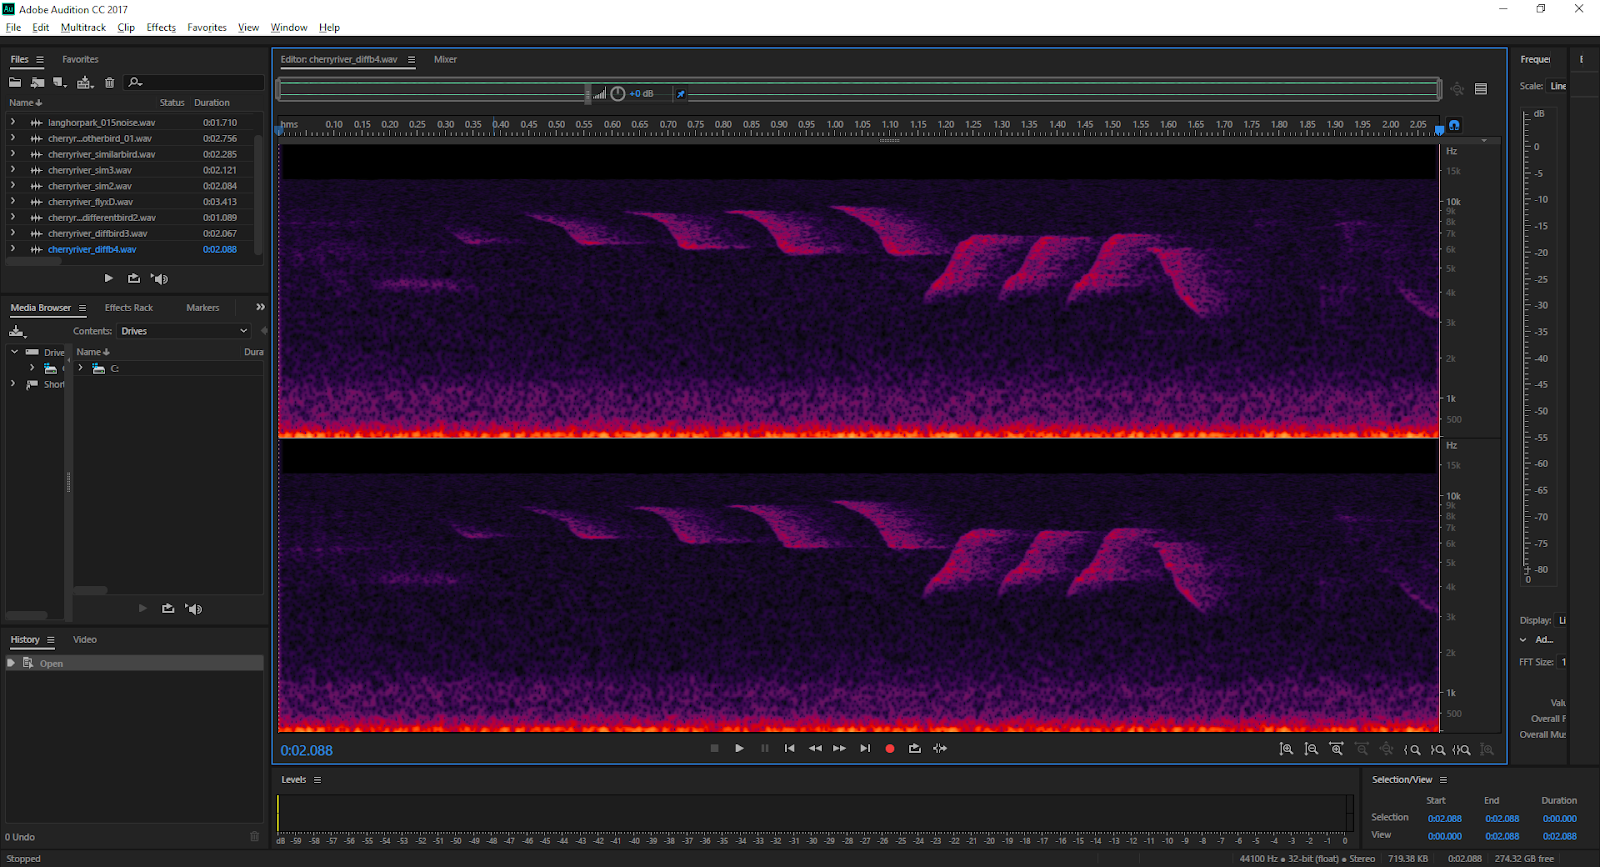 Adobe Audition CC 2017
File Edit Multitrack Clip Effects Favorites View Window Help
Files Favorites
Name Status Duration
langhorpark_015noise.wav 0:01.710
cherryr...otherbird_01.wav 0:02.756
cherryriver_similarbird.wav 0:02.285
cherryriver_sim3.wav 0:02.121
cherryriver_sim2.wav 0:02.084
cherryriver_flyxD.wav 0:03.413
cherryr...differentbird2.wav 0:01.089
cherryriver_diffbird3.wav 0:02.067
cherryriver_diffb4.wav 0:02.088
Media Browser Effects Rack Markers
Contents: Drives
Drive
Name Dura
C:
Short
History Video
Open
0 Undo
Stopped
Editor: cherryriver_diffb4.wav Mixer
+0 dB
hms 0.10 0.15 0.20 0.25 0.30 0.35 0.40 0.45 0.50 0.55 0.60 0.65 0.70 0.75 0.80 0.85 0.90 0.95 1.00 1.05 1.10 1.15 1.20 1.25 1.30 1.35 1.40 1.45 1.50 1.55 1.60 1.65 1.70 1.75 1.80 1.85 1.90 1.95 2.00 2.05
Hz
15k
10k
9k
8k
7k
6k
5k
4k
3k
2k
1k
500
Hz
15k
10k
9k
8k
7k
6k
5k
4k
3k
2k
1k
500
0:02.088
Levels
dB -59 -58 -57 -56 -55 -54 -53 -52 -51 -50 -49 -48 -47 -46 -45 -44 -43 -42 -41 -40 -39 -38 -37 -36 -35 -34 -33 -32 -31 -30 -29 -28 -27 -26 -25 -24 -23 -22 -21 -20 -19 -18 -17 -16 -15 -14 -13 -12 -11 -10 -9 -8 -7 -6 -5 -4 -3 -2 -1 0
Frequen
Scale: Line
dB
0
-5
-10
-15
-20
-25
-30
-35
-40
-45
-50
-55
-60
-65
-70
-75
-80
0
Display: Li
Ad...
FFT Size: 1
Valu
Overall F
Overall Mus
Selection/View
Start End Duration
Selection 0:02.088 0:02.088 0:00.000
View 0:00.000 0:02.088 0:02.088
44100 Hz • 32-bit (float) • Stereo 719.38 KB 0:02.088 274.32 GB free